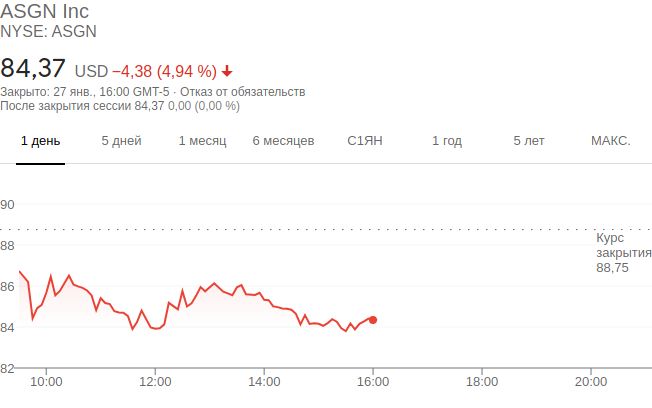 ASGN Inc
NYSE: ASGN
84,37 USD −4,38 (4,94 %)
Закрыто: 27 янв., 16:00 GMT-5 · Отказ от обязательств
После закрытия сессии 84,37 0,00 (0,00 %)
1 день 5 дней 1 месяц 6 месяцев С1ЯН 1 год 5 лет МАКС.
90
88
Курс
закрытия
88,75
86
84
82
10:00 12:00 14:00 16:00 18:00 20:00